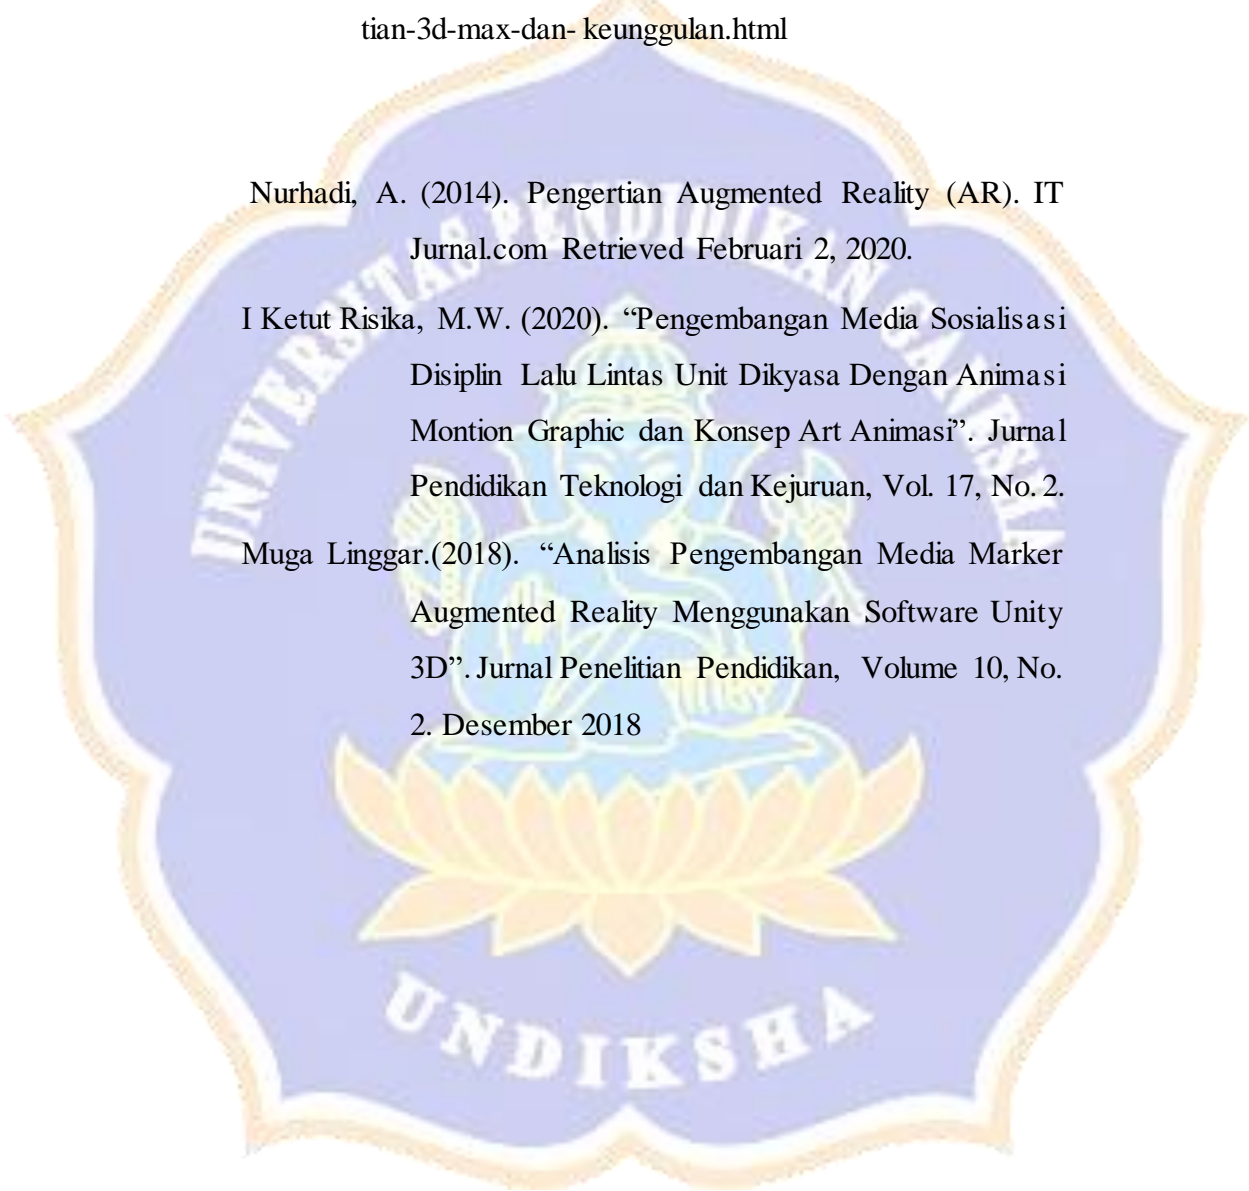 tian-3d-max-dan- keunggulan.html
Nurhadi, A. (2014). Pengertian Augmented Reality (AR). IT
Jurnal.com Retrieved Februari 2, 2020.
I Ketut Risika, M.W. (2020). “Pengembangan Media Sosialisasi
Disiplin Lalu Lintas Unit Dikyasa Dengan Animasi
Montion Graphic dan Konsep Art Animasi”. Jurnal
Pendidikan Teknologi dan Kejuruan, Vol. 17, No. 2.
Muga Linggar.(2018). “Analisis Pengembangan Media Marker
Augmented Reality Menggunakan Software Unity
3D”. Jurnal Penelitian Pendidikan, Volume 10, No.
2. Desember 2018
UNIVERSITAS PENDIDIKAN GANESHA
UNDIKSHA